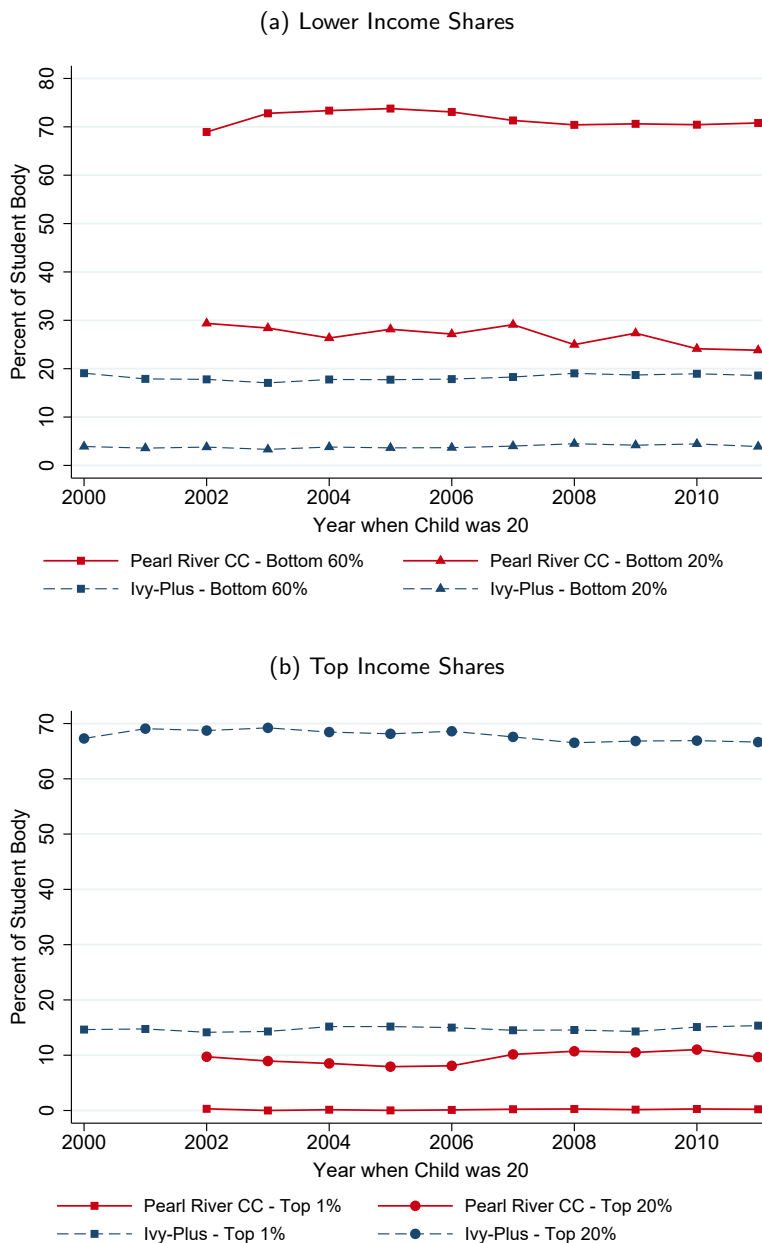 (a) Lower Income Shares
Percent of Student Body
80
70
60
50
40
30
20
10
0
2000 2002 2004 2006 2008 2010
Year when Child was 20
Pearl River CC - Bottom 60% Pearl River CC - Bottom 20%
Ivy-Plus - Bottom 60% Ivy-Plus - Bottom 20%
(b) Top Income Shares
Percent of Student Body
70
60
50
40
30
20
10
0
2000 2002 2004 2006 2008 2010
Year when Child was 20
Pearl River CC - Top 1% Pearl River CC - Top 20%
Ivy-Plus - Top 1% Ivy-Plus - Top 20%